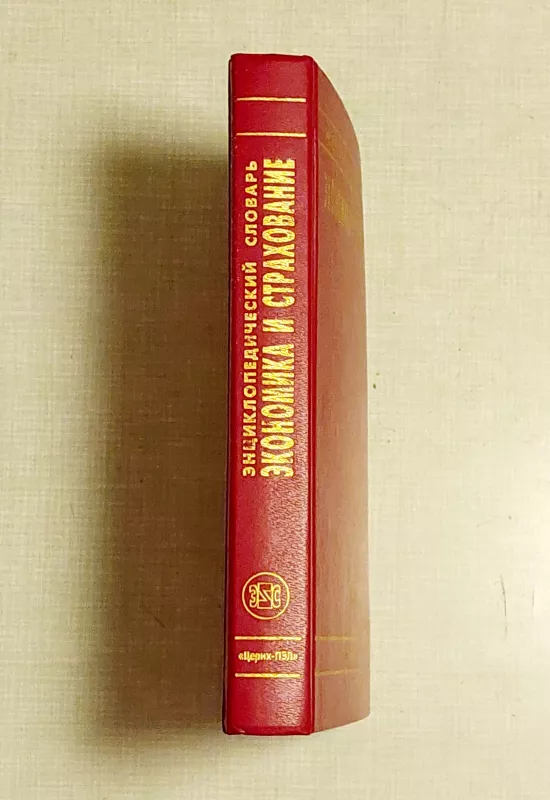 ЭНЦИКЛОПЕДИЧЕСКИЙ СЛОВАРЬ
ЭКОНОМИКА И СТРАХОВАНИЕ
«Церих-ПЭЛ»